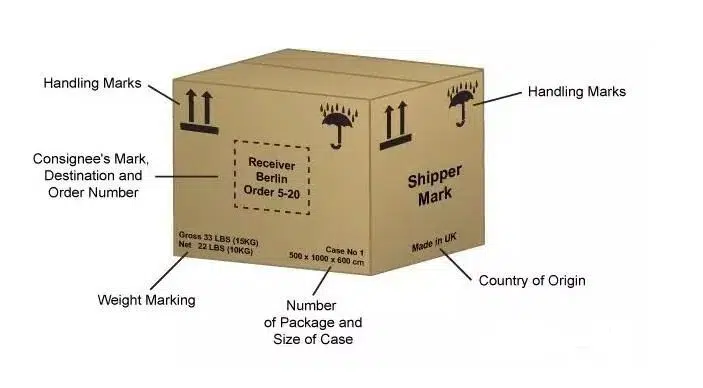 Handling Marks
Handling Marks
Consignee's Mark,
Destination and
Order Number
Receiver
Berlin
Order 5-20
Shipper
Mark
Gross 33 LBS (15KG)
Net 22 LBS (10KG)
Case No 1
500 x 1000 x 600 cm
Made in UK
Weight Marking
Number
of Package and
Size of Case
Country of Origin